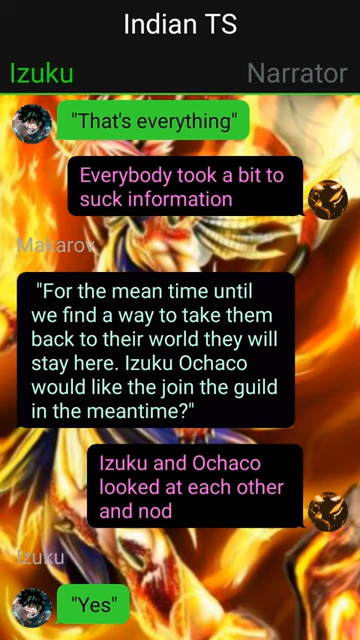 Indian TS
Izuku
Narrator
"That's everything"
Everybody took a bit to
suck information
Makarov
"For the mean time until
we find a way to take them
back to their world they will
stay here. Izuku Ochaco
would like the join the guild
in the meantime?"
Izuku and Ochaco
looked at each other
and nod
Izuku
"Yes"